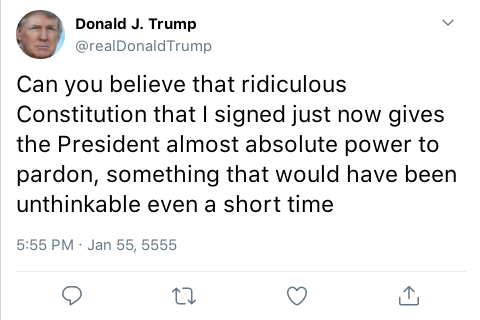 Donald J. Trump
@realDonaldTrump
Can you believe that ridiculous
Constitution that I signed just now gives
the President almost absolute power to
pardon, something that would have been
unthinkable even a short time
5:55 PM · Jan 55, 5555